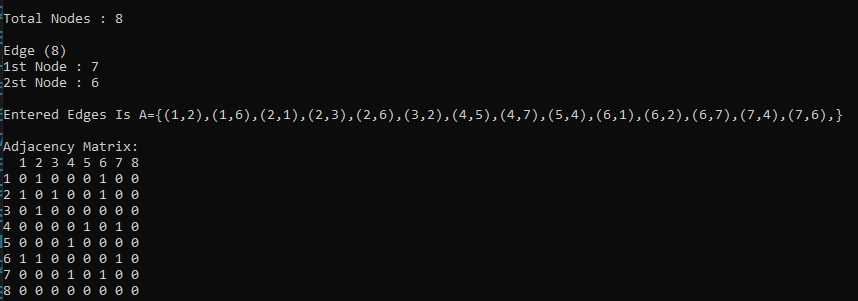 Total Nodes : 8
Edge (8)
1st Node : 7
2st Node : 6
Entered Edges Is A={(1,2),(1,6),(2,1),(2,3),(2,6),(3,2),(4,5),(4,7),(5,4),(6,1),(6,2),(6,7),(7,4),(7,6),}
Adjacency Matrix:
1 2 3 4 5 6 7 8
1 0 1 0 0 0 1 0 0
2 1 0 1 0 0 1 0 0
3 0 1 0 0 0 0 0 0
4 0 0 0 0 1 0 1 0
5 0 0 0 1 0 0 0 0
6 1 1 0 0 0 0 1 0
7 0 0 0 1 0 1 0 0
8 0 0 0 0 0 0 0 0